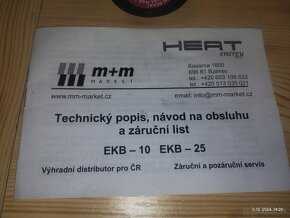 m+m
MARKET
www.mm-market.cz
HEAT
energy
Kasárna 1600
696 81 Bzenec
tel.: +420 603 108 632
tel.: +420 513 035 021
email: info@mm-market.cz
Technický popis, návod na obsluhu
a záruční list
EKB – 10 EKB – 25
Výhradní distributor pro ČR
Záruční a pozáruční servis
2.12.2024